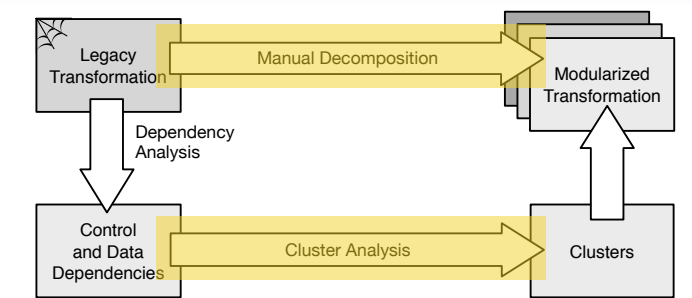 Legacy
Transformation
Manual Decomposition
Modularized
Transformation
Dependency
Analysis
Control
and Data
Dependencies
Cluster Analysis
Clusters